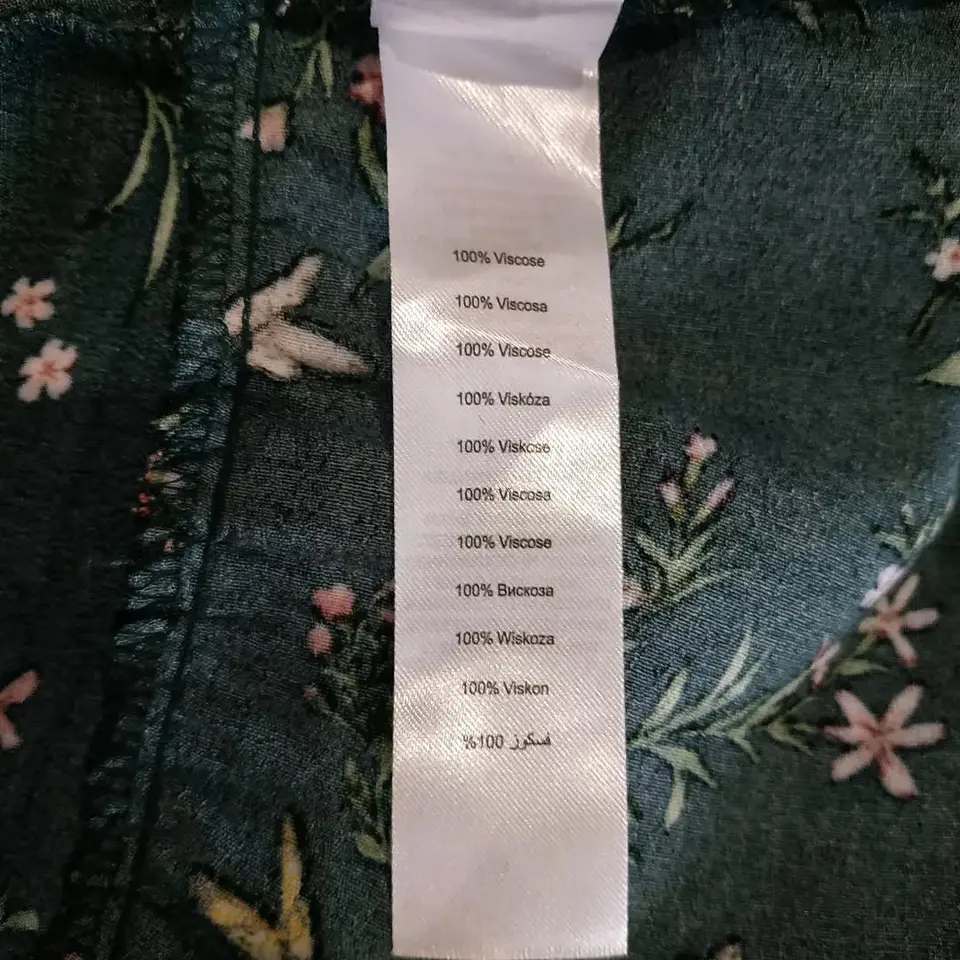 100% Viscose
100% Viscosa
100% Viscose
100% Viskóza
100% Viskose
100% Viscosa
100% Viscose
100% Вискоза
100% Wiskoza
100% Viskon
فسكوز 100%